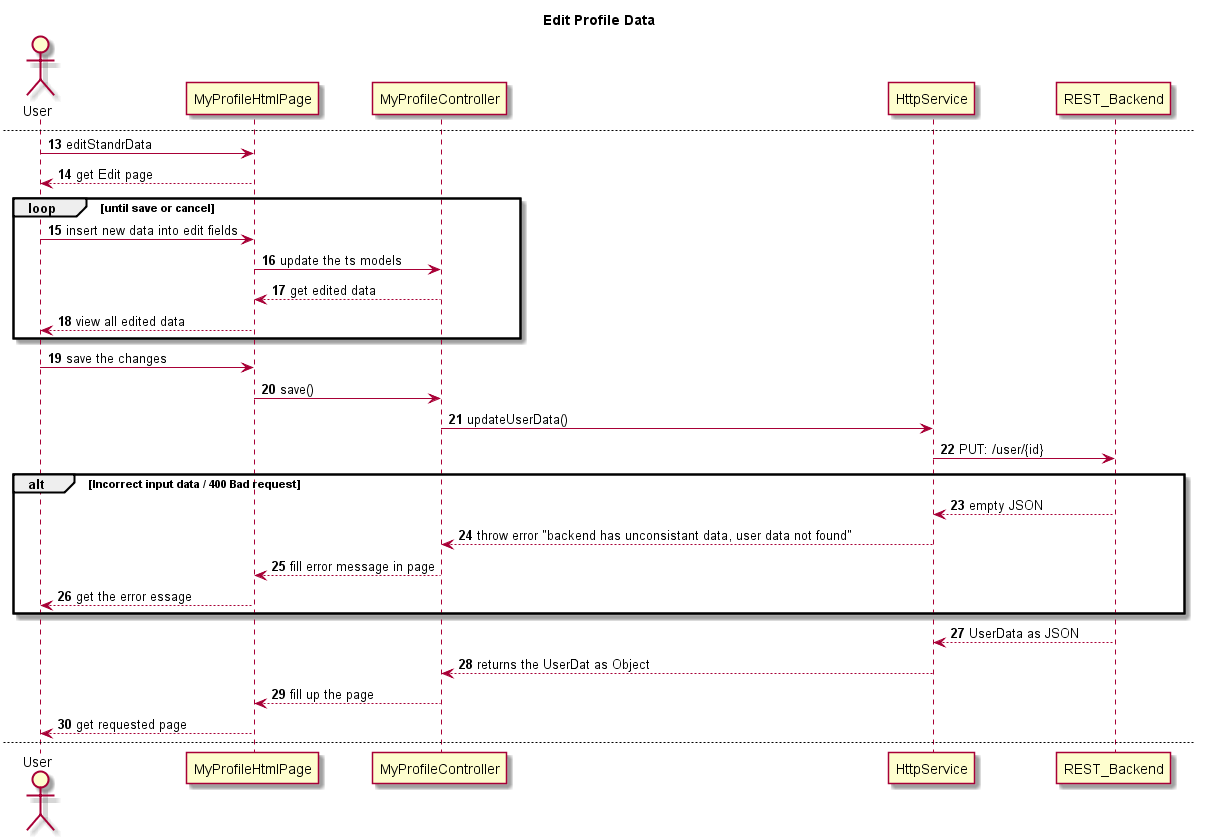 Edit Profile Data
User
MyProfileHtmlPage
MyProfileController
HttpService
REST_Backend
13 editStandrData
14 get Edit page
loop [until save or cancel]
15 insert new data into edit fields
16 update the ts models
17 get edited data
18 view all edited data
19 save the changes
20 save()
21 updateUserData()
22 PUT: /user/{id}
alt [Incorrect input data / 400 Bad request]
23 empty JSON
24 throw error "backend has unconsistant data, user data not found"
25 fill error message in page
26 get the error essage
27 UserData as JSON
28 returns the UserDat as Object
29 fill up the page
30 get requested page
User
MyProfileHtmlPage
MyProfileController
HttpService
REST_Backend